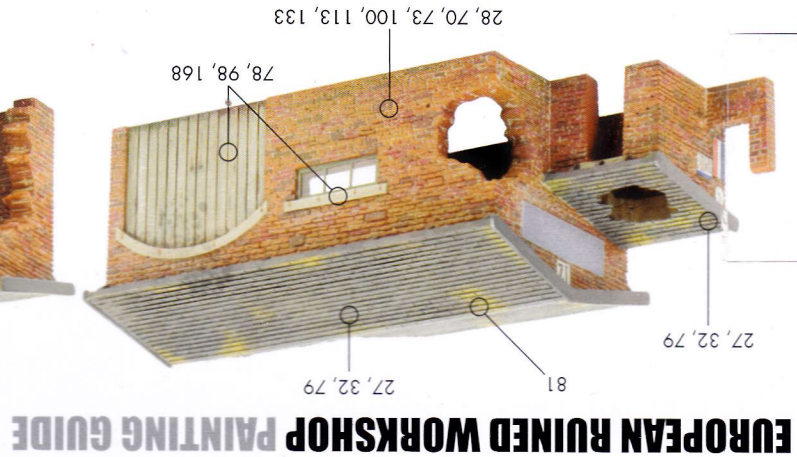 EUROPEAN RUINED WORKSHOP PAINTING GUIDE
81
27, 32, 79
27, 32, 79
78, 98, 168
28, 70, 73, 100, 113, 133